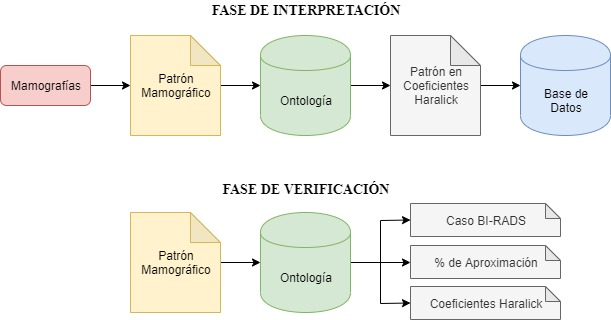 FASE DE INTERPRETACIÓN
Mamografías
Patrón
Mamográfico
Ontología
Patrón en
Coeficientes
Haralick
Base de
Datos
FASE DE VERIFICACIÓN
Patrón
Mamográfico
Ontología
Caso BI-RADS
% de Aproximación
Coeficientes Haralick